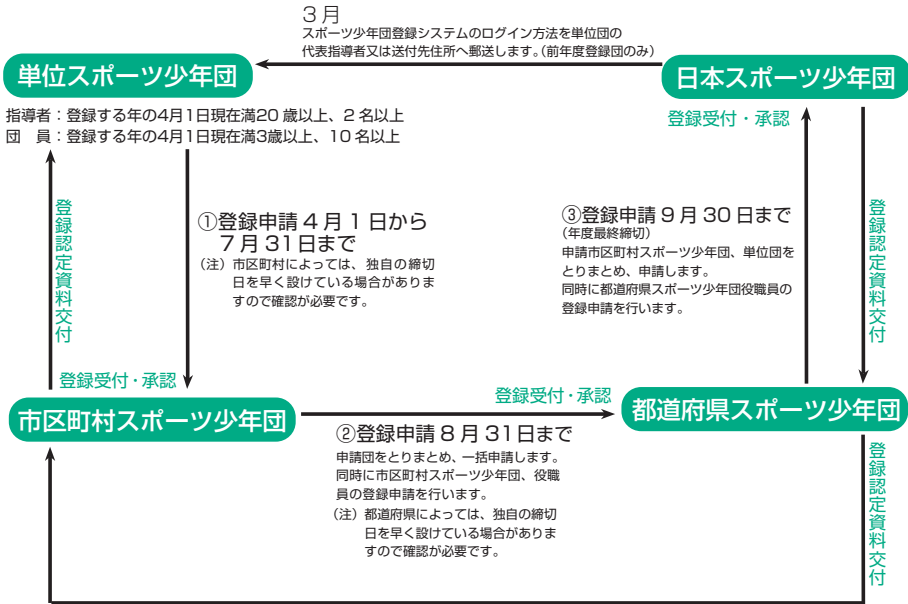 3月
スポーツ少年団登録システムのログイン方法を単位団の
代表指導者又は送付先住所へ郵送します。(前年度登録団のみ)
単位スポーツ少年団
日本スポーツ少年団
指導者：登録する年の4月1日現在満20歳以上、2名以上
団　員：登録する年の4月1日現在満3歳以上、10名以上
登録受付・承認
登録認定資料交付
①登録申請4月1日から
7月31日まで
(注) 市区町村によっては、独自の締切
日を早く設けている場合がありま
すので確認が必要です。
③登録申請9月30日まで
(年度最終締切)
申請市区町村スポーツ少年団、単位団を
とりまとめ、申請します。
同時に都道府県スポーツ少年団役職員の
登録申請を行います。
登録認定資料交付
登録受付・承認
登録受付・承認
市区町村スポーツ少年団
都道府県スポーツ少年団
②登録申請8月31日まで
申請団をとりまとめ、一括申請します。
同時に市区町村スポーツ少年団、役職
員の登録申請を行います。
(注) 都道府県によっては、独自の締切
日を早く設けている場合がありま
すので確認が必要です。
登録認定資料交付